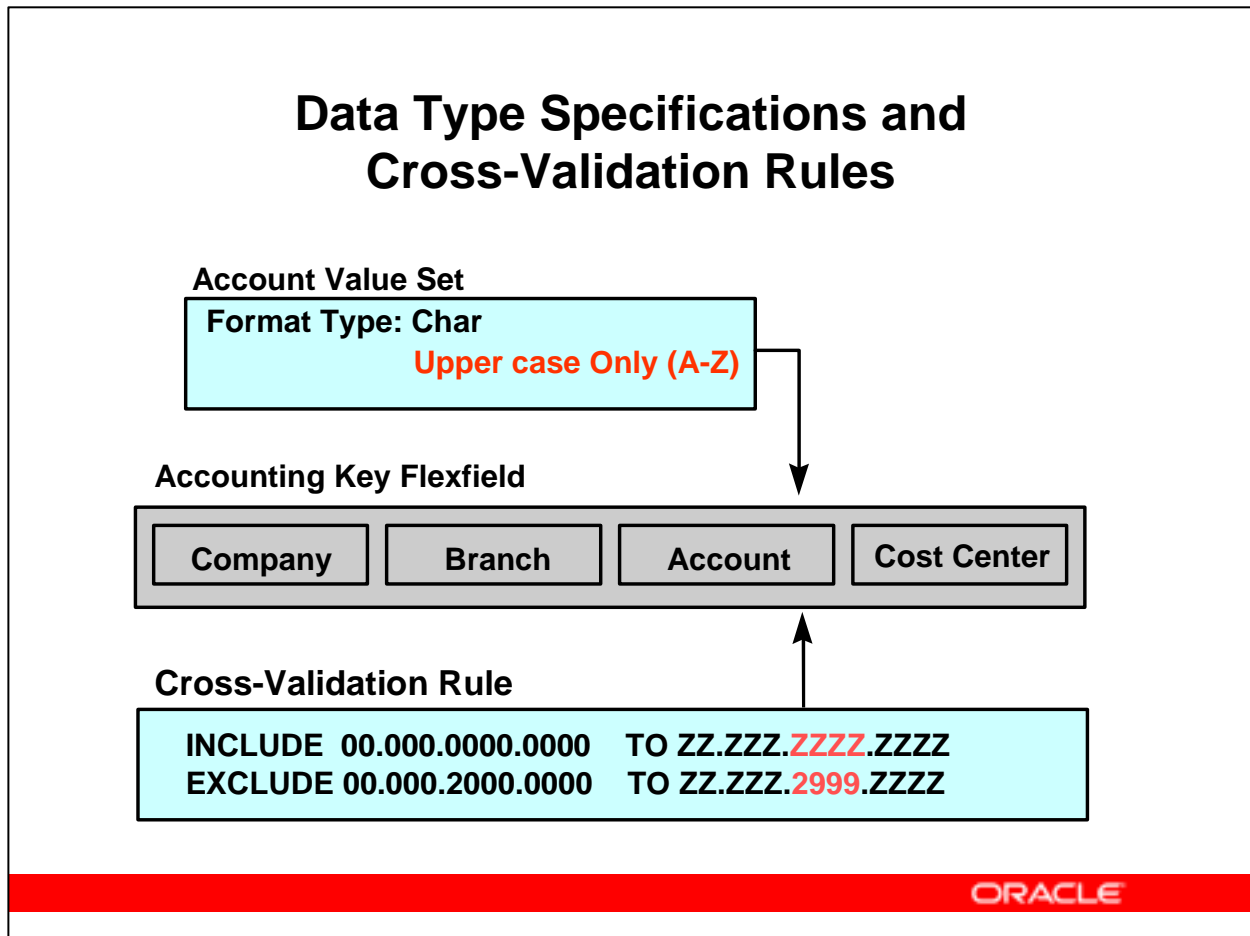 Data Type Specifications and
Cross-Validation Rules
Account Value Set
Format Type: Char
Upper case Only (A-Z)
Accounting Key Flexfield
Company Branch Account Cost Center
Cross-Validation Rule
INCLUDE 00.000.0000.0000 TO ZZ.ZZZ.ZZZZ.ZZZZ
EXCLUDE 00.000.2000.0000 TO ZZ.ZZZ.2999.ZZZZ
ORACLE